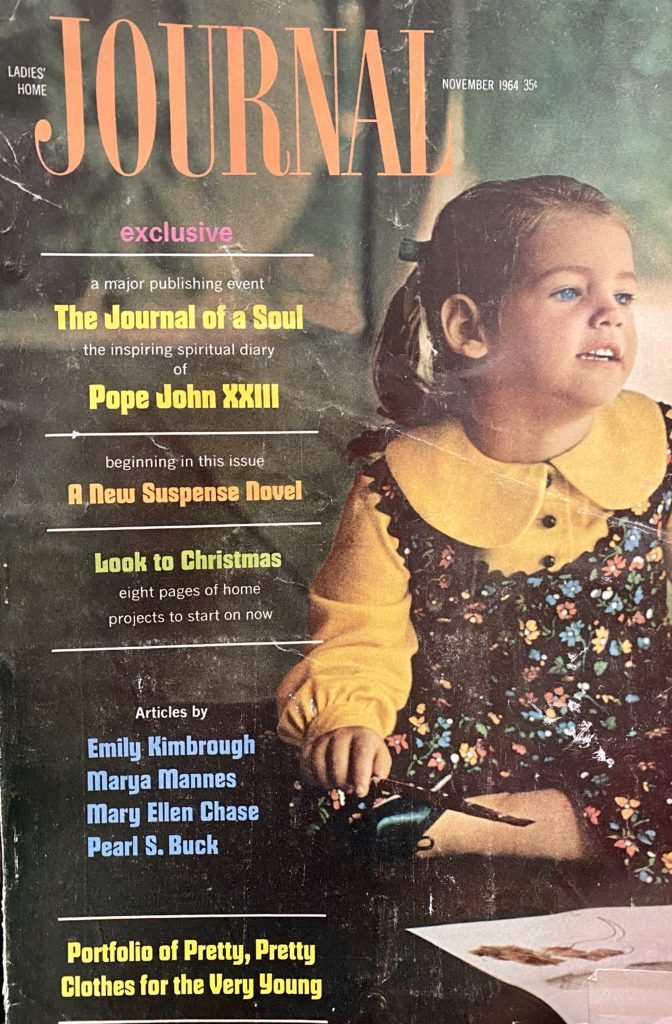 LADIES'
HOME
JOURNAL
NOVEMBER 1964 35¢
exclusive
a major publishing event
The Journal of a Soul
the inspiring spiritual diary
of
Pope John XXIII
beginning in this issue
A New Suspense Novel
Look to Christmas
eight pages of home
projects to start on now
Articles by
Emily Kimbrough
Marya Mannes
Mary Ellen Chase
Pearl S. Buck
Portfolio of Pretty, Pretty
Clothes for the Very Young